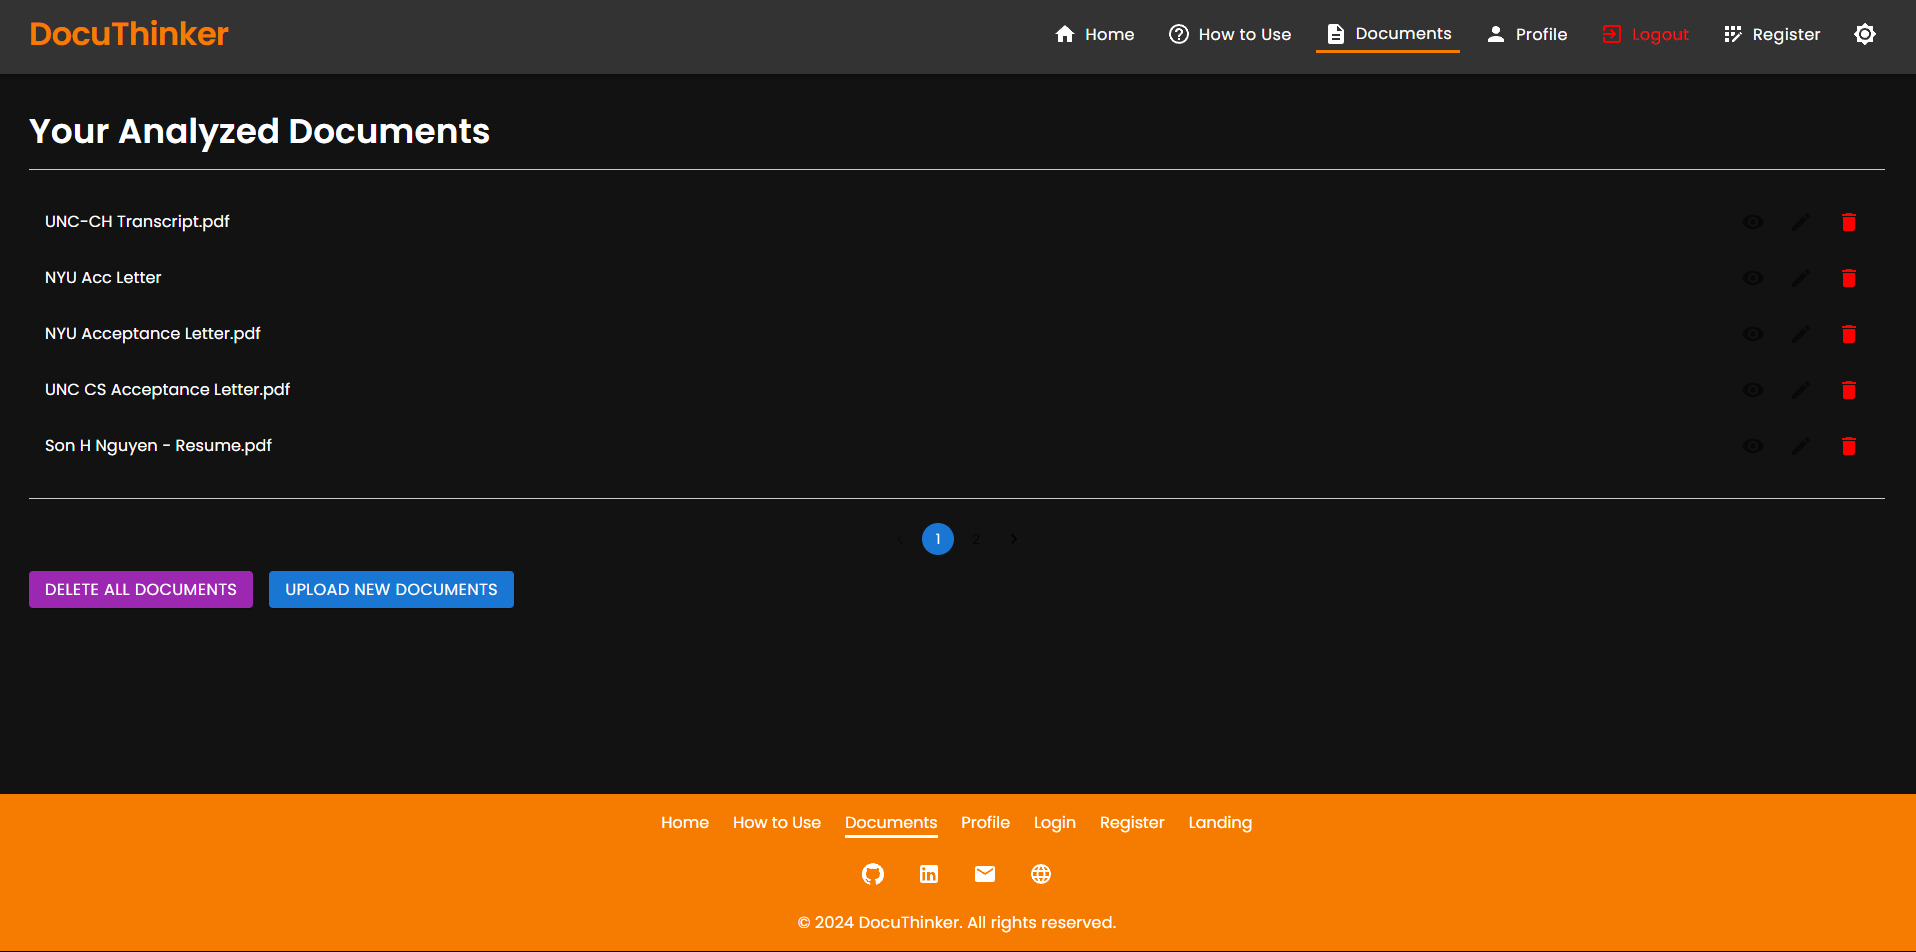 DocuThinker
Home How to Use Documents Profile Logout Register
Your Analyzed Documents
UNC-CH Transcript.pdf
NYU Acc Letter
NYU Acceptance Letter.pdf
UNC CS Acceptance Letter.pdf
Son H Nguyen - Resume.pdf
1 2
DELETE ALL DOCUMENTS UPLOAD NEW DOCUMENTS
Home How to Use Documents Profile Login Register Landing
© 2024 DocuThinker. All rights reserved.